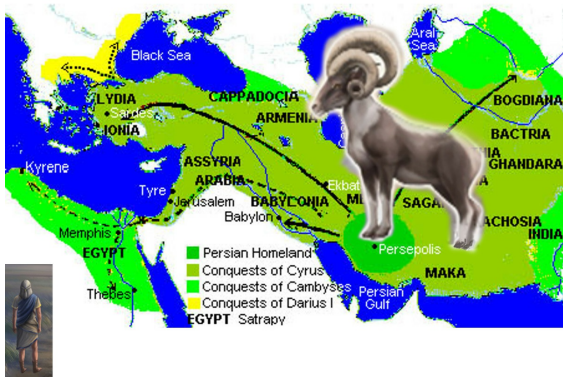 Black Sea
Aral
Sea
LYDIA
Sardes
IONIA
CAPPADOCIA
ARMENIA
BOGDIANA
BACTRIA
GHANDARA
ASSYRIA
Kyrene
Tyre
ARABIA
Ekbat
Jerusalem
BABYLONIA
SAGA
ACHOSIA
Babylon
Memphis
INDIA
EGYPT
Persepolis
Persian Homeland
Conquests of Cyrus
MAKA
Thebes
Conquests of Cambyses
Persian
Gulf
Conquests of Darius I
EGYPT Satrapy